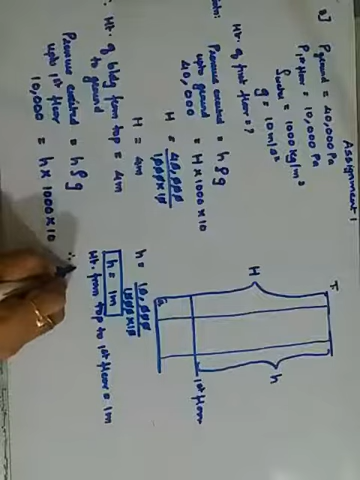 Assignment 1
3]
Pground = 40,000 Pa
P1st floor = 10,000 Pa
ρwater = 1000 kg/m³
g = 10 m/s²
Ht. of first floor = ??
Pressure exerted = hρg
upto ground
40,000 = H × 1000 × 10
H = 40,000 / 1000×10
H = 4m
Ht. of bldg from top = 4m
to ground
Pressure exerted = hρg
upto 1st floor
10,000 = h × 1000 × 10
h = 10,000 / 1000×10
h = 1m
Ht. from top to 1st floor = 1m
∴
T
H
h
1st floor
G